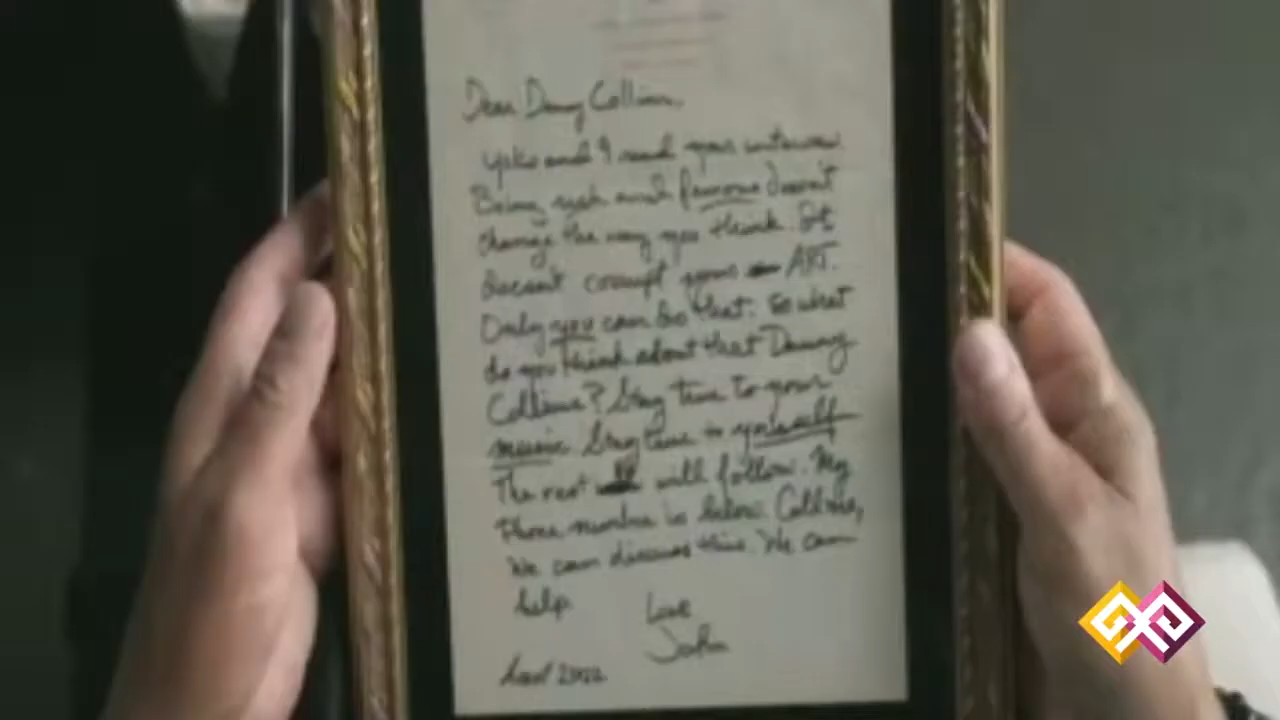 Dear Danny Collins,
Yoko and I read your interview.
Being rich and famous doesn't
change the way you think. It
doesn't corrupt your ART.
Only you can do that. So what
do you think about that Danny
Collins? Stay true to your
music. Stay true to yourself
The rest will follow. My
Phone number is below. Call me,
We can discuss this. We can
help.
Love
John